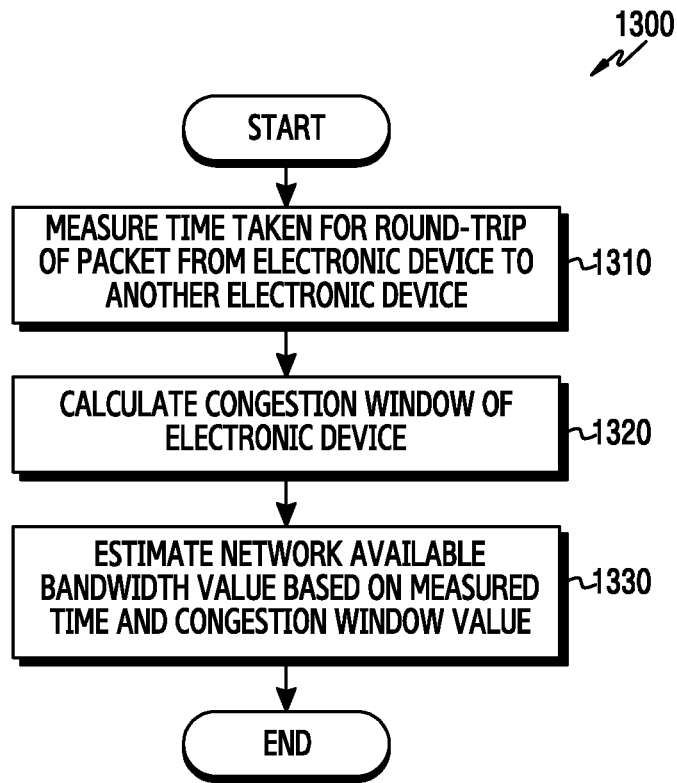 1300
START
MEASURE TIME TAKEN FOR ROUND-TRIP
OF PACKET FROM ELECTRONIC DEVICE TO
ANOTHER ELECTRONIC DEVICE
1310
CALCULATE CONGESTION WINDOW OF
ELECTRONIC DEVICE
1320
ESTIMATE NETWORK AVAILABLE
BANDWIDTH VALUE BASED ON MEASURED
TIME AND CONGESTION WINDOW VALUE
1330
END